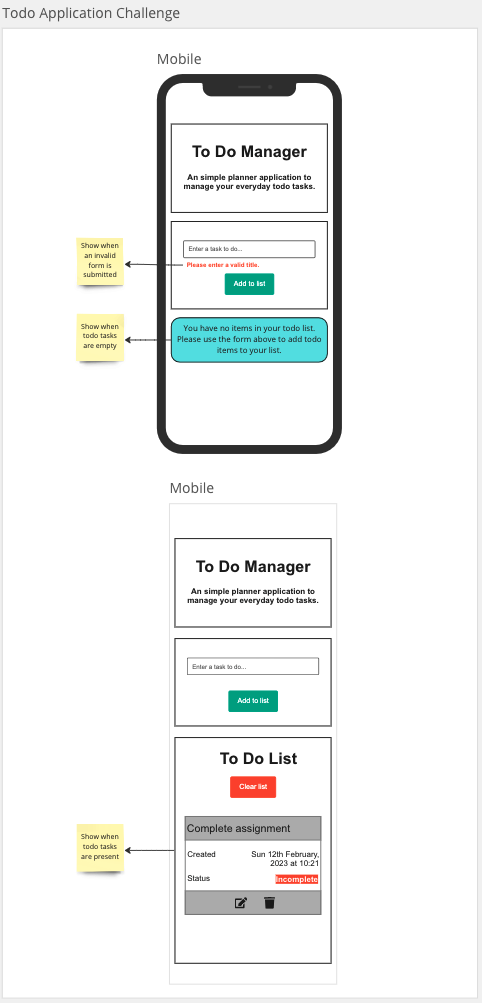 Todo Application Challenge
Mobile
To Do Manager
An simple planner application to
manage your everyday todo tasks.
Show when
an invalid
form is
submitted
Enter a task to do...
Please enter a valid title.
Add to list
Show when
todo tasks
are empty
You have no items in your todo list.
Please use the form above to add todo
items to your list.
Mobile
To Do Manager
An simple planner application to
manage your everyday todo tasks.
Enter a task to do...
Add to list
To Do List
Clear list
Show when
todo tasks
are present
Complete assignment
Created
Sun 12th February,
2023 at 10:21
Status
Incomplete